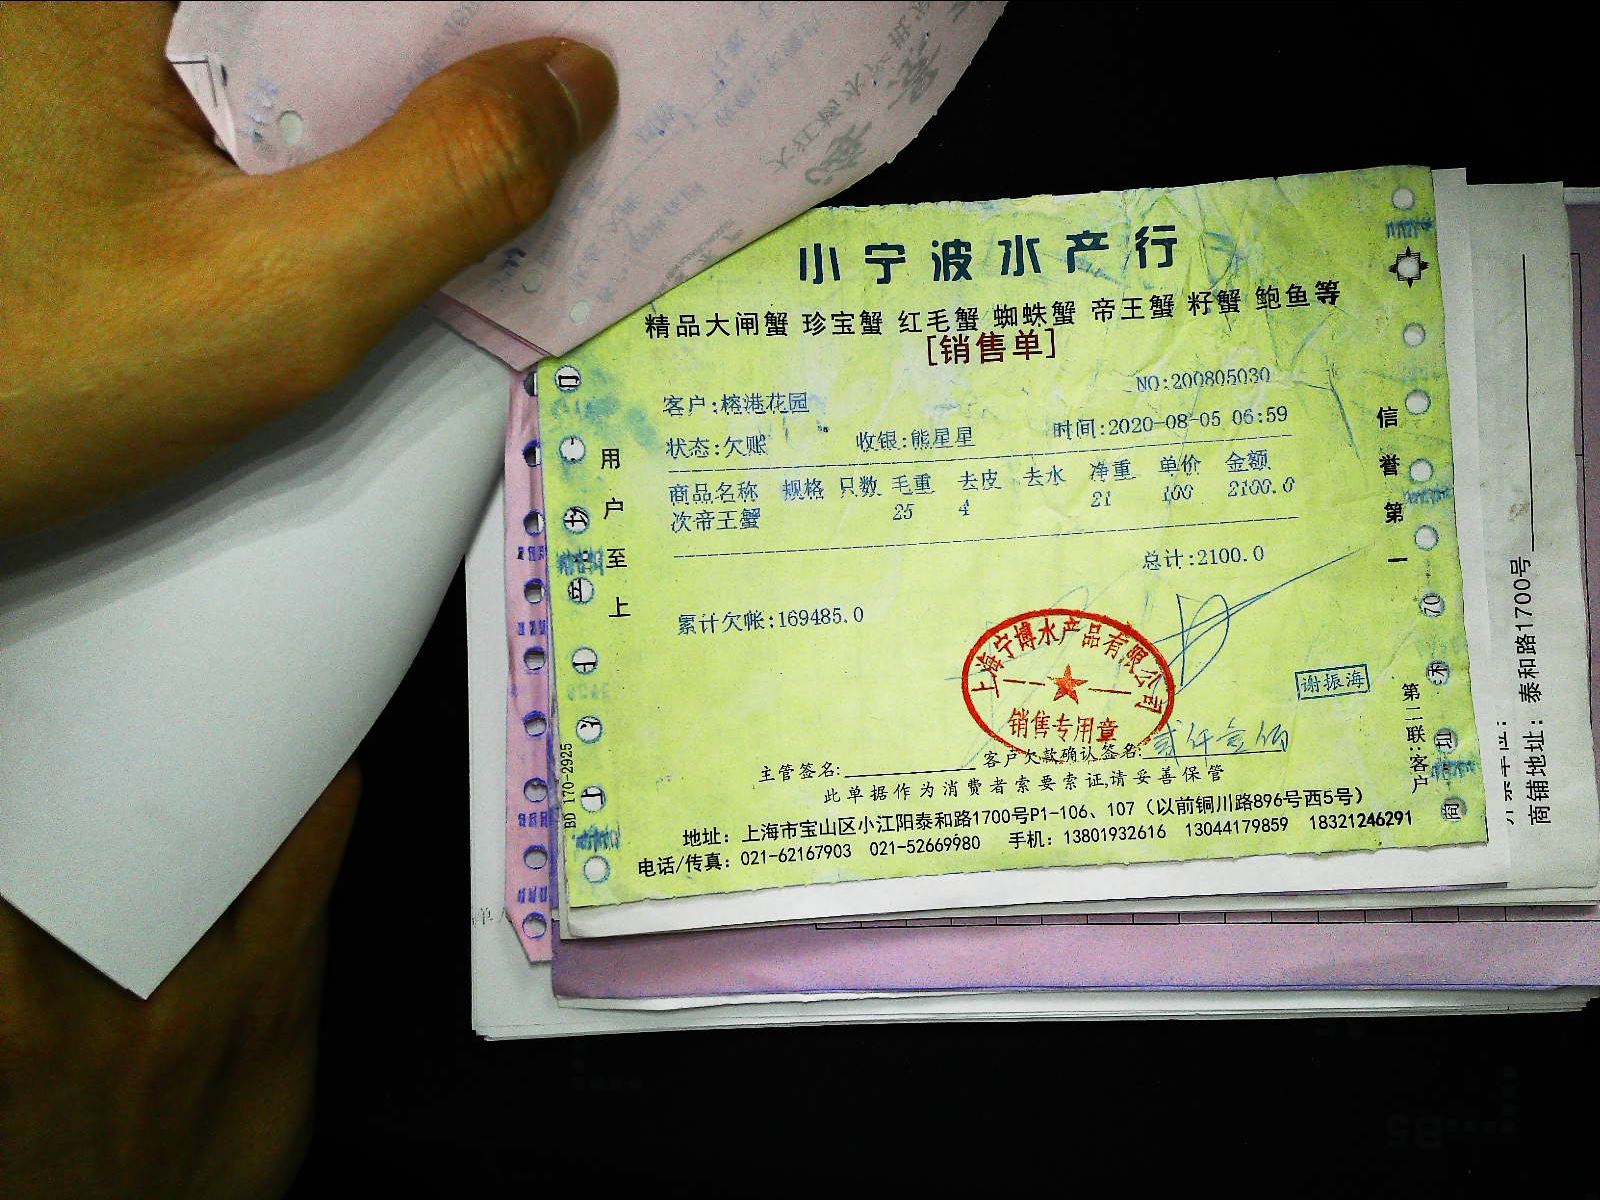 小宁波水产行
精品大闸蟹 珍宝蟹 红毛蟹 蜘蛛蟹 帝王蟹 籽蟹 鲍鱼等
[销售单]
NO:200805030
客户:榕港花园
状态:欠账 收银:熊星星 时间:2020-08-05 06:59
商品名称 规格 只数 毛重 去皮 去水 净重 单价 金额
次帝王蟹 25 4 21 100 2100.0
总计:2100.0
累计欠帐:169485.0
上海宁博水产品有限公司
销售专用章
谢振海
贰仟壹佰
主管签名: 客户欠款确认签名:
此单据作为消费者索要索证,请妥善保管
地址: 上海市宝山区小江阳泰和路1700号P1-106、107 (以前铜川路896号西5号)
电话/传真: 021-62167903 021-52669980 手机: 13801932616 13044179859 18321246291
用户至上
信誉第一
第二联:客户
BD 170-2925
泰和路1700号
商铺地址: